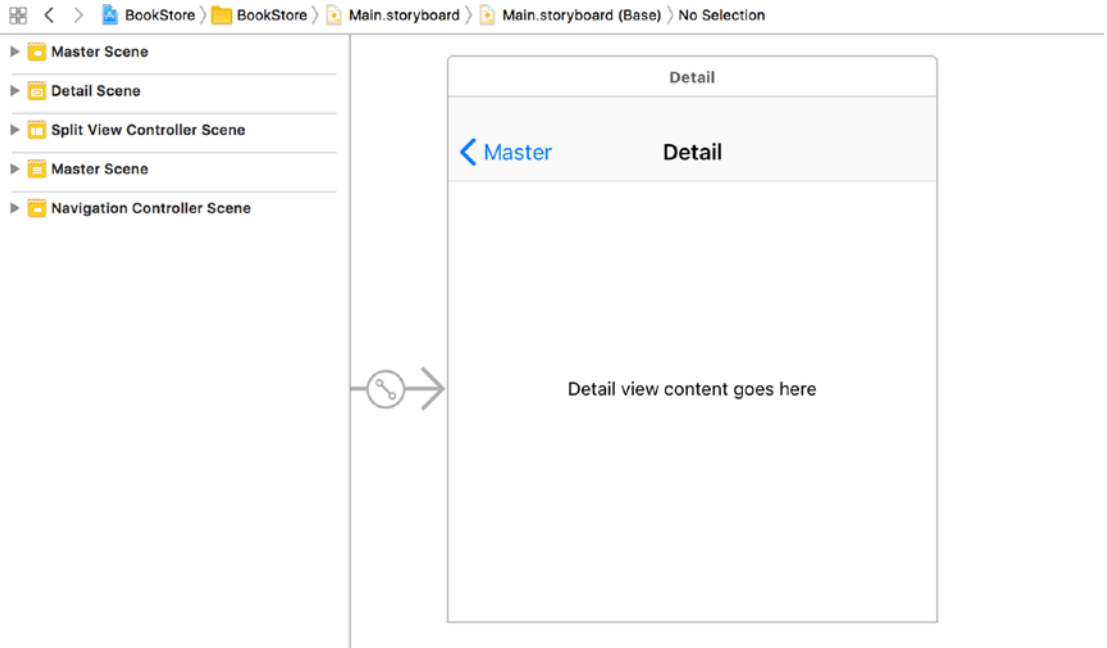 BookStore BookStore Main.storyboard Main.storyboard (Base) No Selection
Master Scene
Detail Scene
Split View Controller Scene
Master Scene
Navigation Controller Scene
Detail
Master Detail
Detail view content goes here